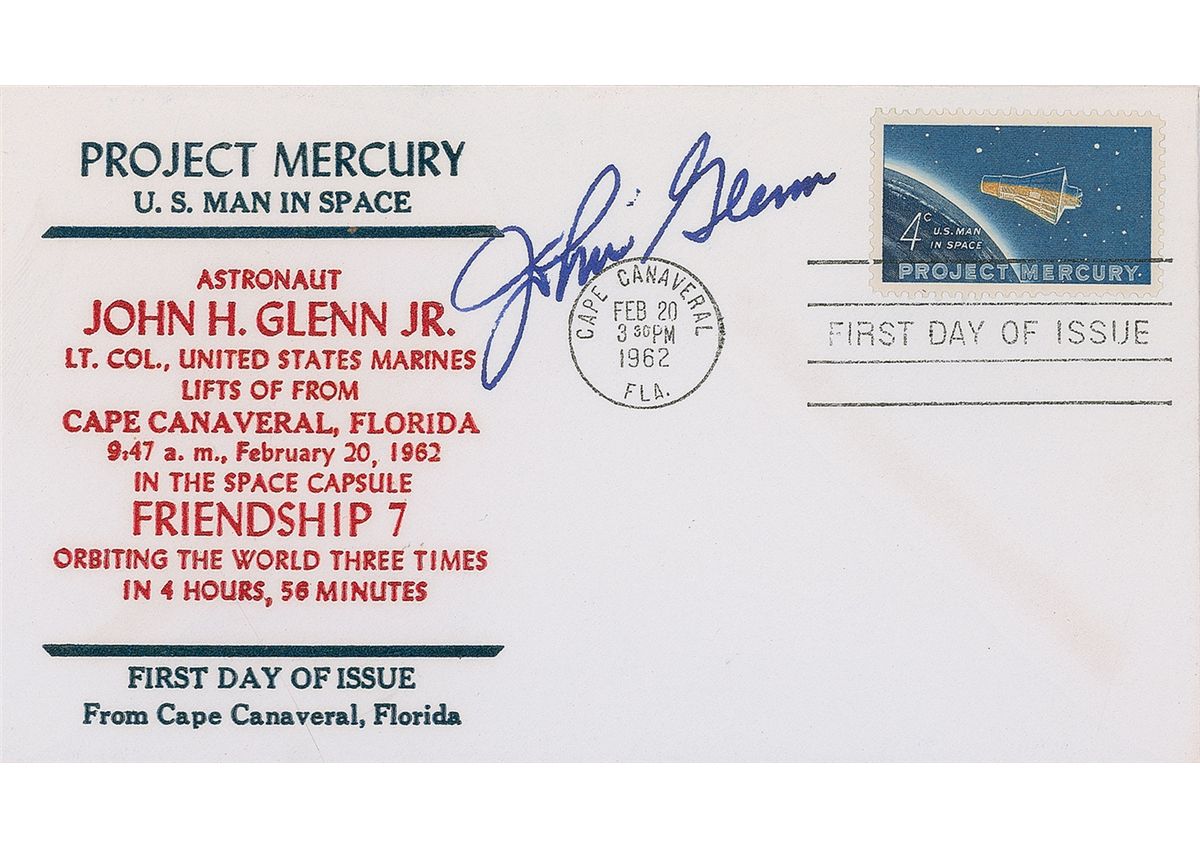 PROJECT MERCURY
U. S. MAN IN SPACE
ASTRONAUT
JOHN H. GLENN JR.
LT. COL., UNITED STATES MARINES
LIFTS OF FROM
CAPE CANAVERAL, FLORIDA
9:47 a. m., February 20, 1962
IN THE SPACE CAPSULE
FRIENDSHIP 7
ORBITING THE WORLD THREE TIMES
IN 4 HOURS, 56 MINUTES
FIRST DAY OF ISSUE
From Cape Canaveral, Florida
John Glenn
CAPE CANAVERAL
FEB 20
3 30 PM
1962
FLA.
4c
U.S. MAN
IN SPACE
PROJECT MERCURY
FIRST DAY OF ISSUE